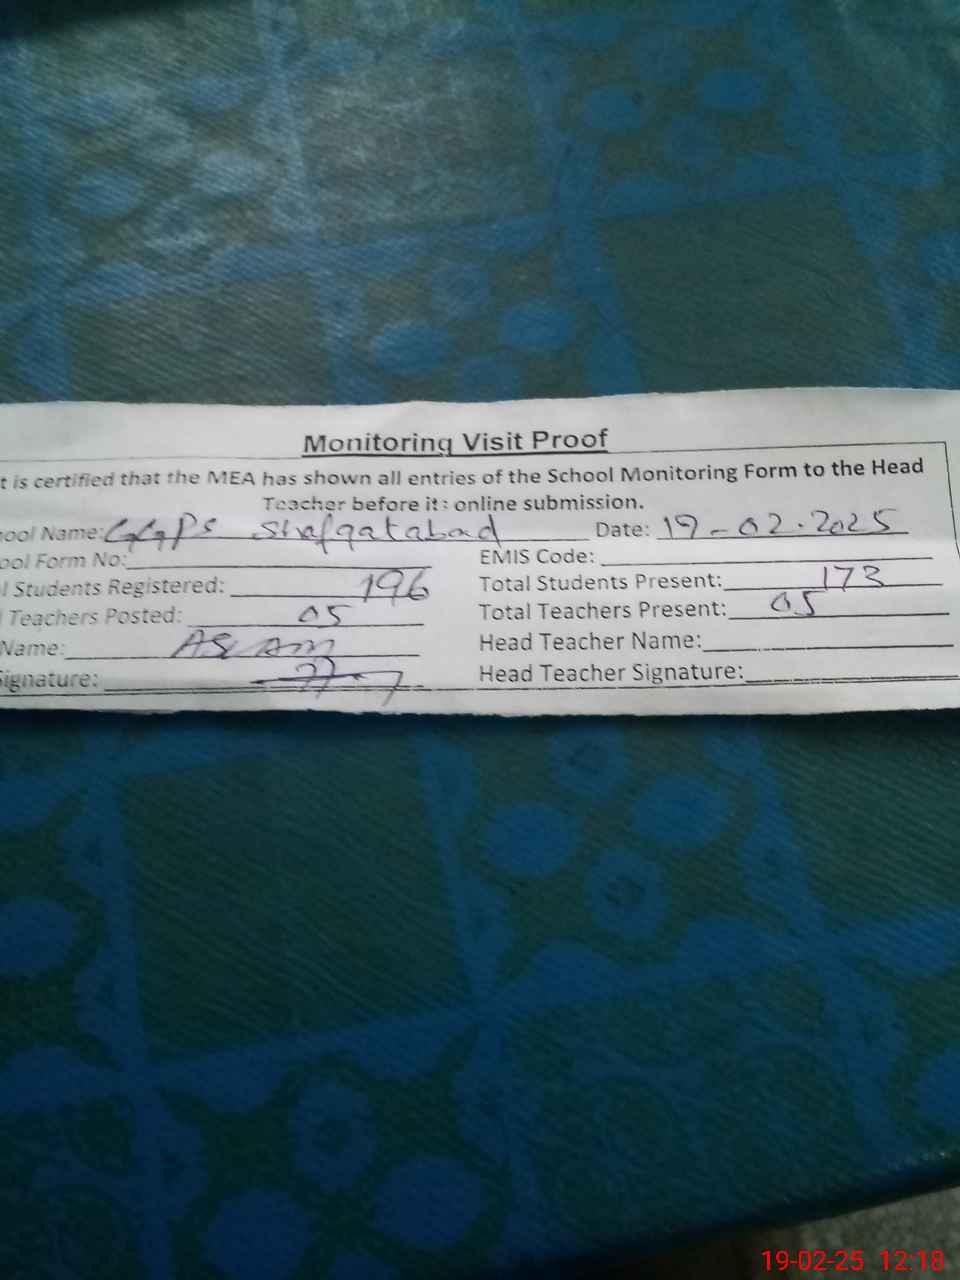 Monitoring Visit Proof
t is certified that the MEA has shown all entries of the School Monitoring Form to the Head
Teacher before it: online submission.
ool Name: GGPS Shafqatabad Date: 19-02-2025
ool Form No: EMIS Code:
l Students Registered: 196 Total Students Present: 173
Teachers Posted: 05 Total Teachers Present: 05
Name: ASLAM Head Teacher Name:
ignature: Head Teacher Signature:
19-02-25 12:18